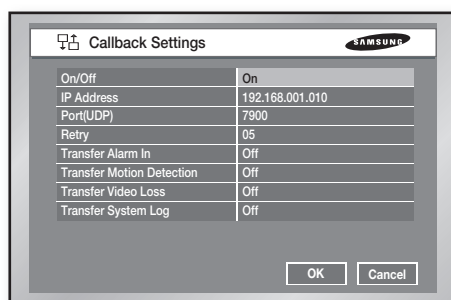 Callback Settings
SAMSUNG
On/Off On
IP Address 192.168.001.010
Port(UDP) 7900
Retry 05
Transfer Alarm In Off
Transfer Motion Detection Off
Transfer Video Loss Off
Transfer System Log Off
OK Cancel